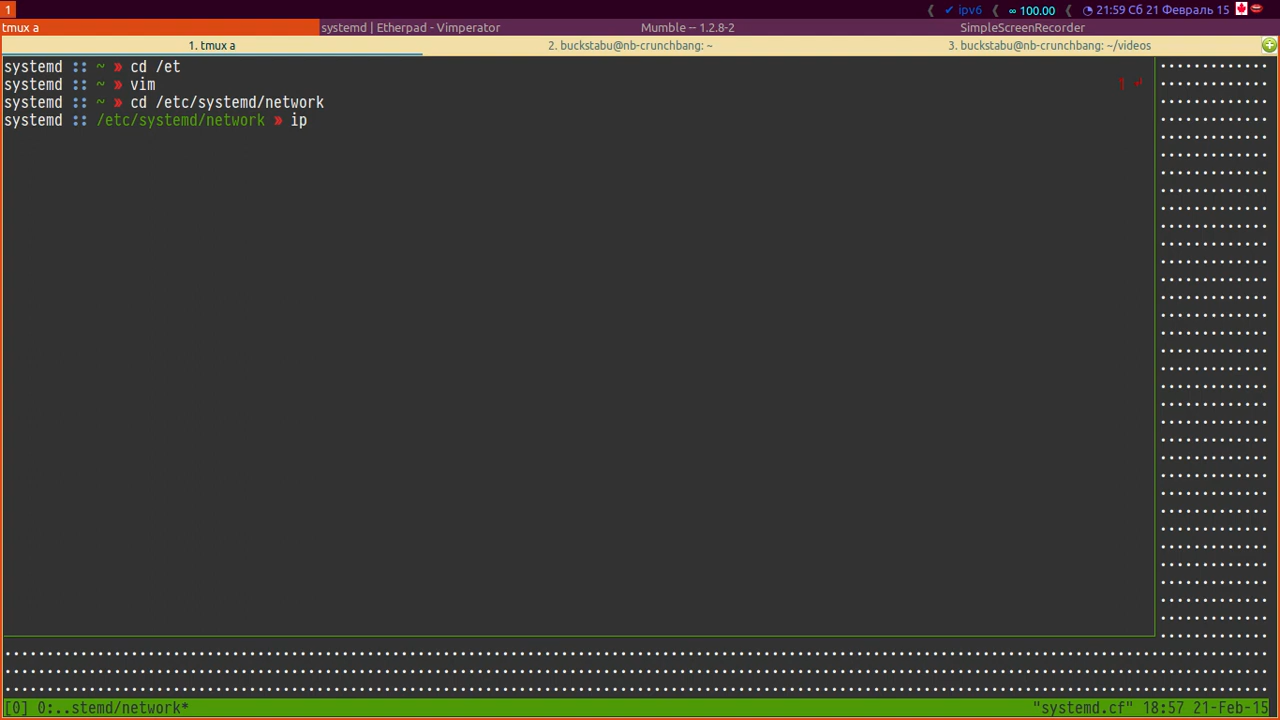 1
ipv6
∞ 100.00
21:59 Сб 21 Февраль 15
tmux a
systemd | Etherpad - Vimperator
Mumble -- 1.2.8-2
SimpleScreenRecorder
1. tmux a
2. buckstabu@nb-crunchbang: ~
3. buckstabu@nb-crunchbang: ~/videos
systemd :: ~ » cd /et
systemd :: ~ » vim
1 ↵
systemd :: ~ » cd /etc/systemd/network
systemd :: /etc/systemd/network » ip
[0] 0:..stemd/network*
"systemd.cf" 18:57 21-Feb-15